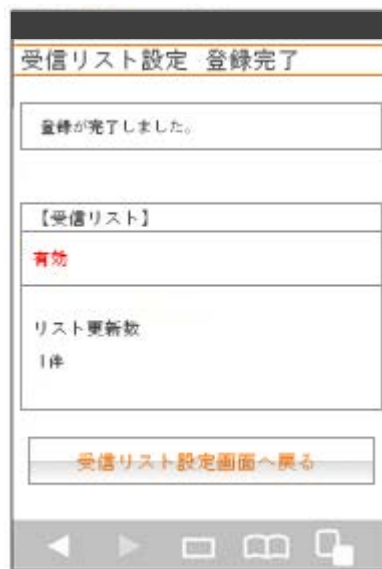 受信リスト設定 登録完了
登録が完了しました。
【受信リスト】
有効
リスト更新数
1件
受信リスト設定画面へ戻る